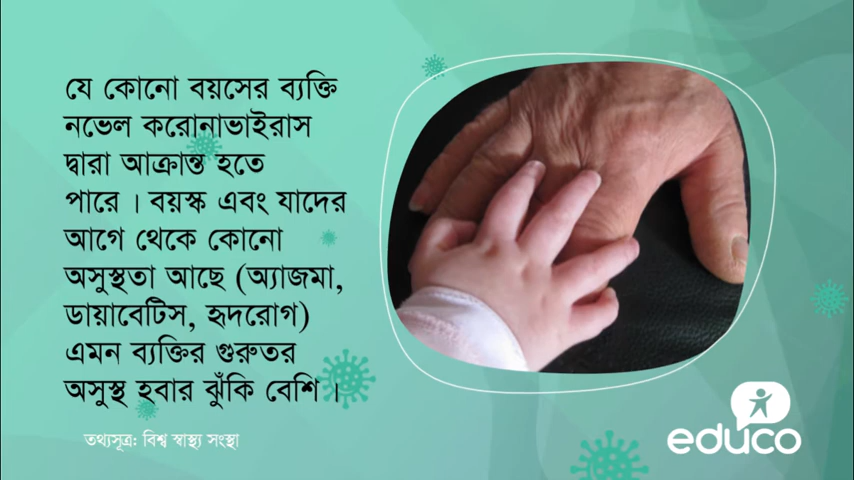 যে কোনো বয়সের ব্যক্তি
নভেল করোনাভাইরাস
দ্বারা আক্রান্ত হতে
পারে । বয়স্ক এবং যাদের
আগে থেকে কোনো
অসুস্থতা আছে (অ্যাজমা,
ডায়াবেটিস, হৃদরোগ)
এমন ব্যক্তির গুরুতর
অসুস্থ হবার ঝুঁকি বেশি ।
তথ্যসূত্র: বিশ্ব স্বাস্থ্য সংস্থা
educo